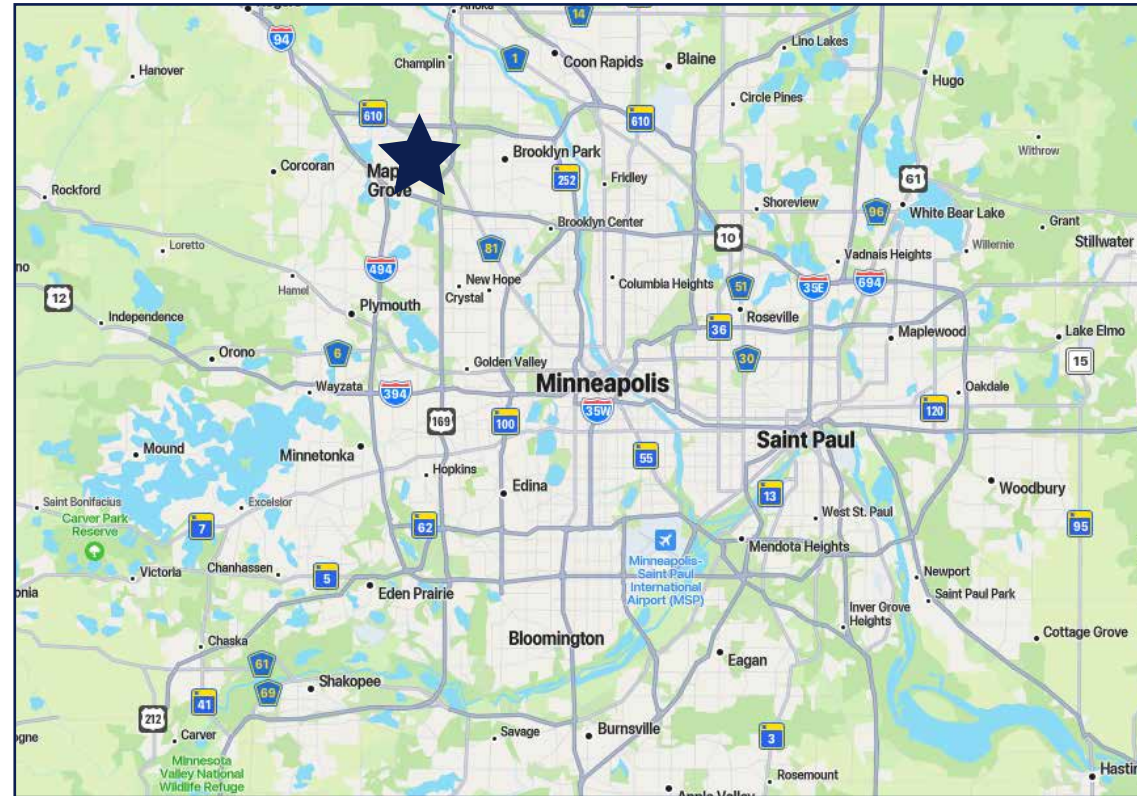 94
14
1
Champlin
Coon Rapids
Blaine
Lino Lakes
Hanover
Hugo
610
610
Circle Pines
Withrow
Brooklyn Park
Corcoran
Grove
252
Fridley
61
Rockford
Shoreview
96
White Bear Lake
Grant
Brooklyn Center
10
Willernie
Stillwater
Loretto
81
Vadnais Heights
494
New Hope
Columbia Heights
51
35E
694
12
Hamel
Crystal
Plymouth
Roseville
Independence
36
Maplewood
Lake Elmo
Orono
6
Golden Valley
30
15
Minneapolis
Wayzata
394
35W
Oakdale
169
100
120
Saint Paul
Mound
Minnetonka
55
Hopkins
Edina
13
Woodbury
Saint Bonifacius
Excelsior
Carver Park
Reserve
7
62
West St. Paul
95
Mendota Heights
Minneapolis-
Saint Paul
International
Airport (MSP)
Victoria
Chanhassen
5
Eden Prairie
Newport
Saint Paul Park
Inver Grove
Heights
Chaska
Bloomington
Cottage Grove
61
Eagan
69
Shakopee
41
212
Carver
Savage
Burnsville
3
Minnesota
Valley National
Wildlife Refuge
Rosemount